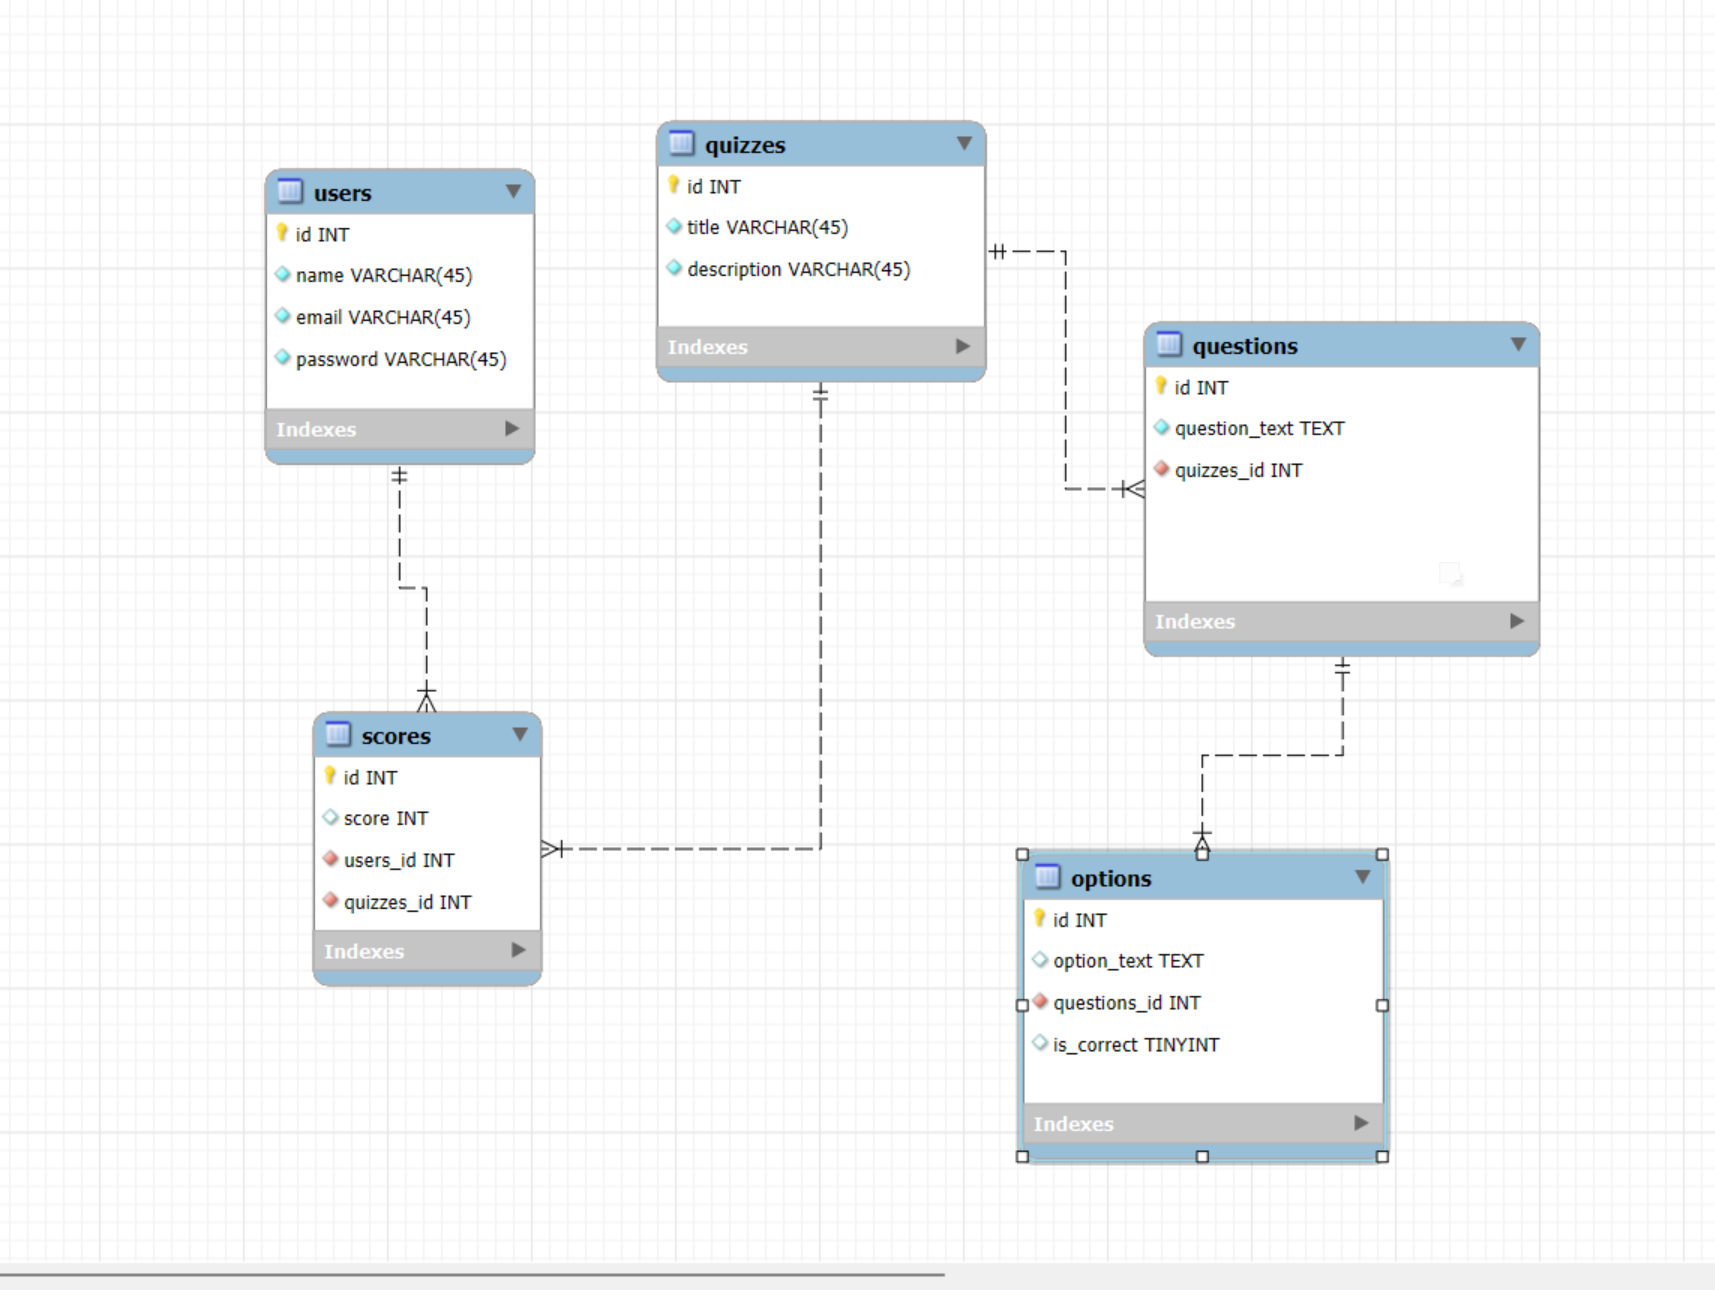 users
id INT
name VARCHAR(45)
email VARCHAR(45)
password VARCHAR(45)
Indexes
quizzes
id INT
title VARCHAR(45)
description VARCHAR(45)
Indexes
questions
id INT
question_text TEXT
quizzes_id INT
Indexes
scores
id INT
score INT
users_id INT
quizzes_id INT
Indexes
options
id INT
option_text TEXT
questions_id INT
is_correct TINYINT
Indexes